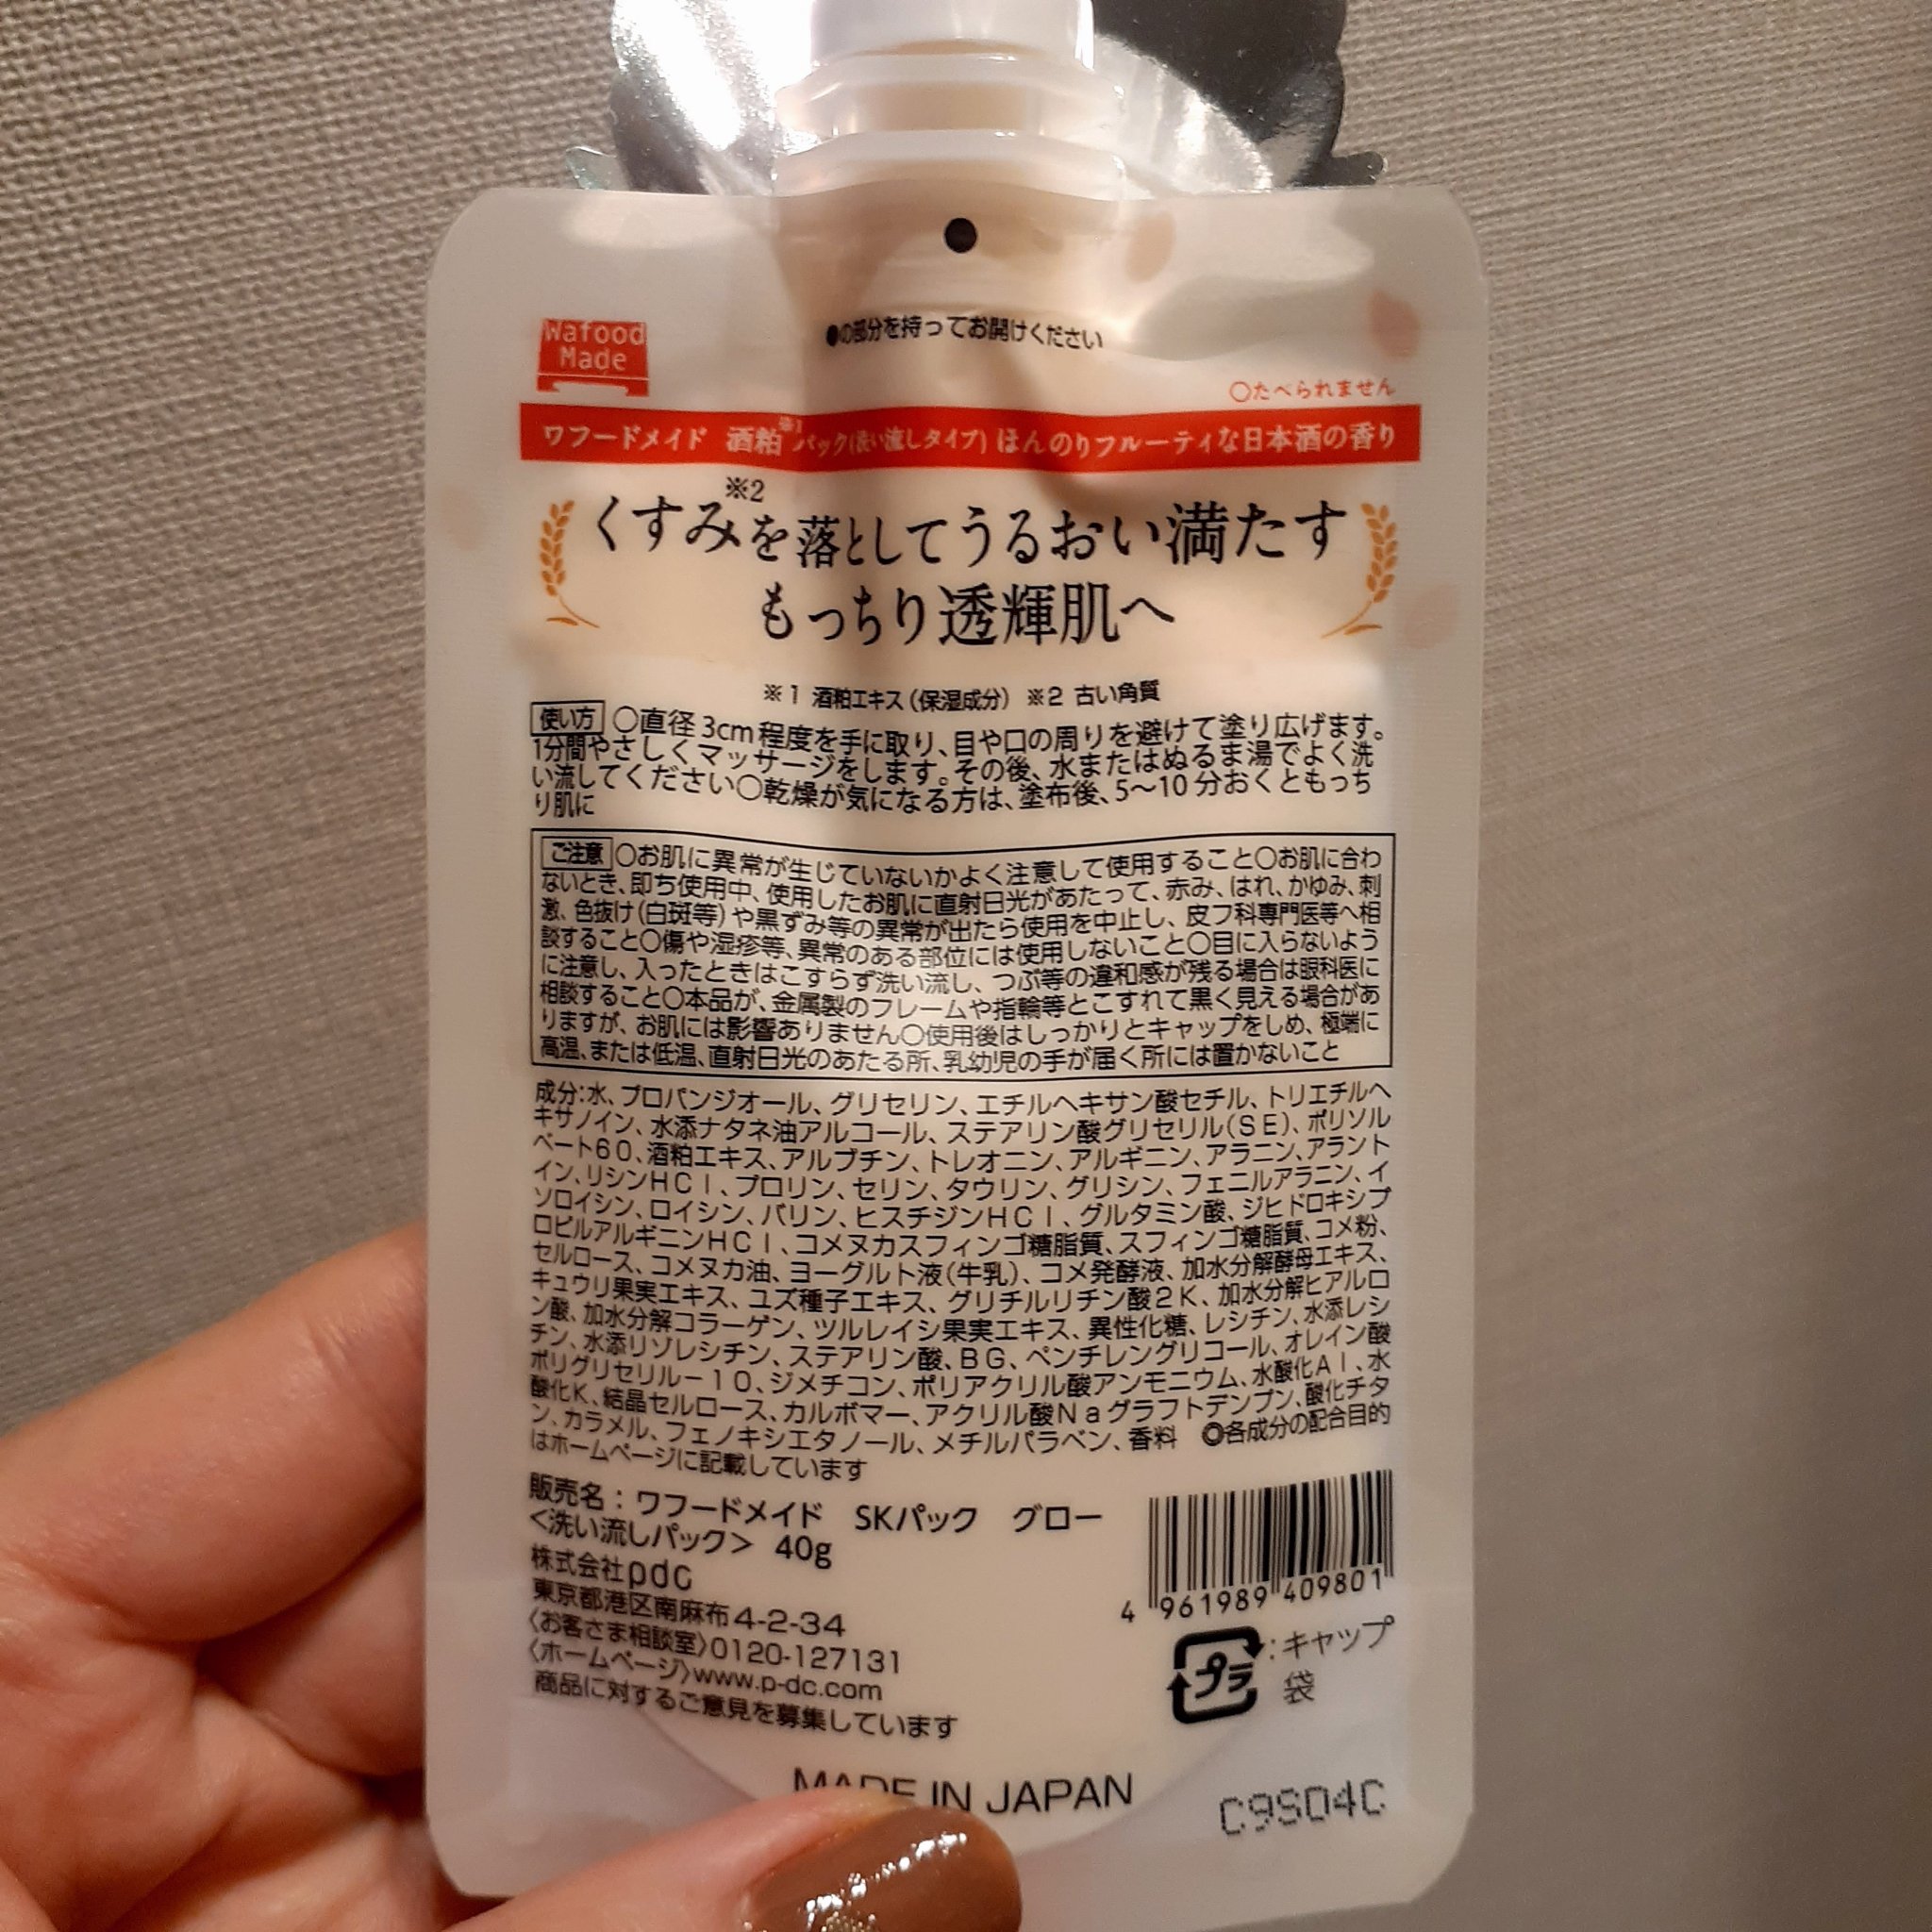 ●の部分を持ってお開けください
Wafood
Made
○たべられません
ワフードメイド 酒粕※1パック(洗い流しタイプ) ほんのりフルーティな日本酒の香り
くすみ※2を落としてうるおい満たす
もっちり透輝肌へ
※1 酒粕エキス(保湿成分) ※2 古い角質
使い方 ○直径3cm程度を手に取り、目や口の周りを避けて塗り広げます。
1分間やさしくマッサージをします。その後、水またはぬるま湯でよく洗
い流してください○乾燥が気になる方は、塗布後、5〜10分おくともっち
り肌に
ご注意 ○お肌に異常が生じていないかよく注意して使用すること○お肌に合わ
ないとき、即ち使用中、使用したお肌に直射日光があたって、赤み、はれ、かゆみ、刺
激、色抜け(白斑等)や黒ずみ等の異常が出たら使用を中止し、皮フ科専門医等へ相
談すること○傷や湿疹等、異常のある部位には使用しないこと○目に入らないよう
に注意し、入ったときはこすらず洗い流し、つぶ等の違和感が残る場合は眼科医に
相談すること○本品が、金属製のフレームや指輪等とこすれて黒く見える場合があ
りますが、お肌には影響ありません○使用後はしっかりとキャップをしめ、極端に
高温、または低温、直射日光のあたる所、乳幼児の手が届く所には置かないこと
成分:水、プロパンジオール、グリセリン、エチルヘキサン酸セチル、トリエチルヘ
キサノイン、水添ナタネ油アルコール、ステアリン酸グリセリル(SE)、ポリソル
ベート60、酒粕エキス、アルブチン、トレオニン、アルギニン、アラニン、アラント
イン、リシンHCl、プロリン、セリン、タウリン、グリシン、フェニルアラニン、イ
ソロイシン、ロイシン、バリン、ヒスチジンHCl、グルタミン酸、ジヒドロキシプ
ロピルアルギニンHCl、コメヌカスフィンゴ糖脂質、スフィンゴ糖脂質、コメ粉、
セルロース、コメヌカ油、ヨーグルト液(牛乳)、コメ発酵液、加水分解酵母エキス、
キュウリ果実エキス、ユズ種子エキス、グリチルリチン酸2K、加水分解ヒアルロ
ン酸、加水分解コラーゲン、ツルレイシ果実エキス、異性化糖、レシチン、水添レシ
チン、水添リゾレシチン、ステアリン酸、BG、ペンチレングリコール、オレイン酸
ポリグリセリル-10、ジメチコン、ポリアクリル酸アンモニウム、水酸化Al、水
酸化K、結晶セルロース、カルボマー、アクリル酸Naグラフトデンプン、酸化チタ
ン、カラメル、フェノキシエタノール、メチルパラベン、香料 ◎各成分の配合目的
はホームページに記載しています
販売名:ワフードメイド SKパック グロー
<洗い流しパック> 40g
株式会社pdc
東京都港区南麻布4-2-34
〈お客さま相談室〉0120-127131
〈ホームページ〉www.p-dc.com
商品に対するご意見を募集しています
4 961989 409801
プラ :キャップ
袋
MADE IN JAPAN
C9S04C